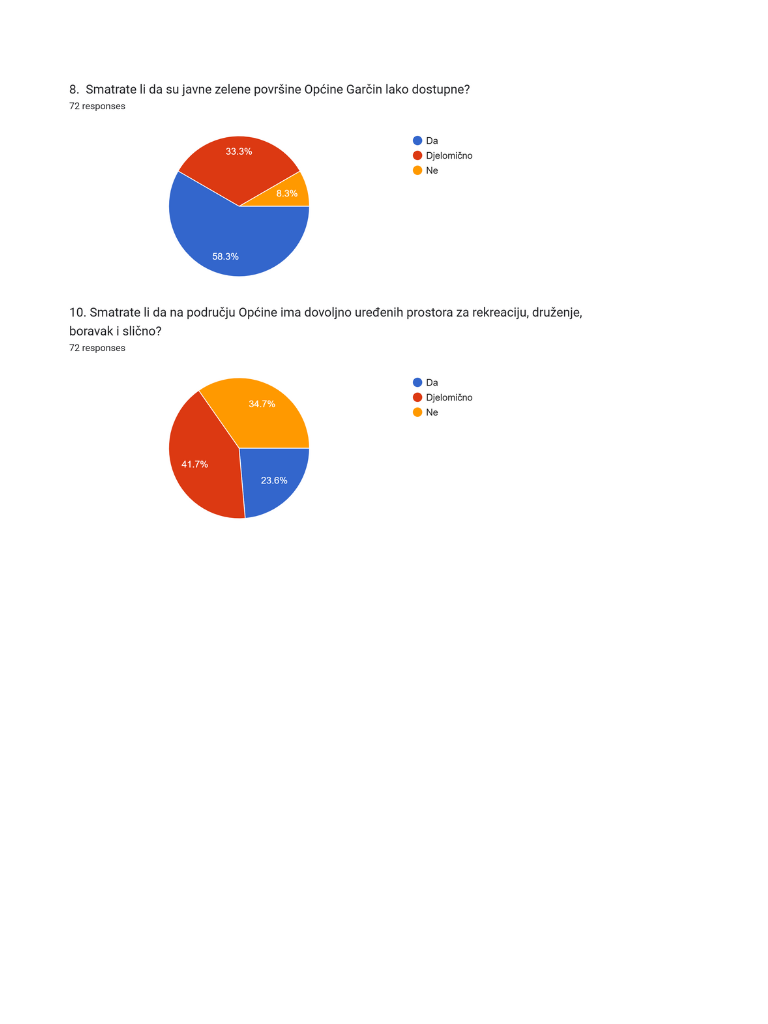 8.  Smatrate li da su javne zelene površine Općine Garčin lako dostupne?
72 responses
33.3%
8.3%
58.3%
Da
Djelomično
Ne
10. Smatrate li da na području Općine ima dovoljno uređenih prostora za rekreaciju, druženje,
boravak i slično?
72 responses
34.7%
41.7%
23.6%
Da
Djelomično
Ne